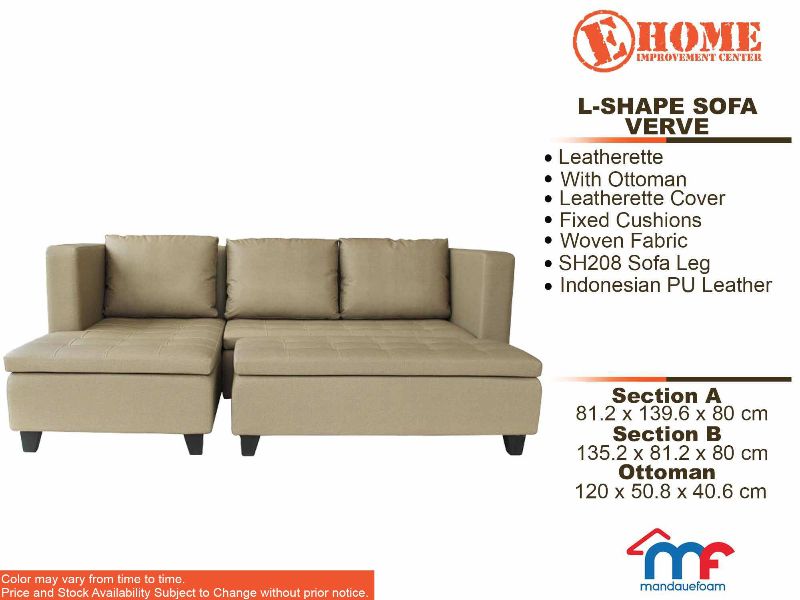 E HOME
IMPROVEMENT CENTER
L-SHAPE SOFA
VERVE
• Leatherette
• With Ottoman
• Leatherette Cover
• Fixed Cushions
• Woven Fabric
• SH208 Sofa Leg
• Indonesian PU Leather
Section A
81.2 x 139.6 x 80 cm
Section B
135.2 x 81.2 x 80 cm
Ottoman
120 x 50.8 x 40.6 cm
mf
mandauefoam
Color may vary from time to time.
Price and Stock Availability Subject to Change without prior notice.